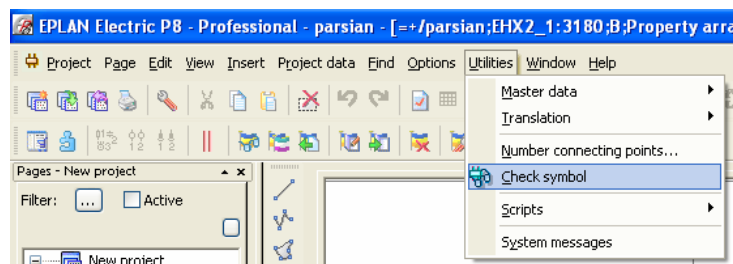 EPLAN Electric P8 - Professional - parsian - [=+/parsian;EHX2_1:3180;B;Property arra
Project Page Edit View Insert Project data Find Options Utilities Window Help
Master data
Translation
Number connecting points...
Check symbol
Scripts
System messages
Pages - New project
Filter: ... Active
New project